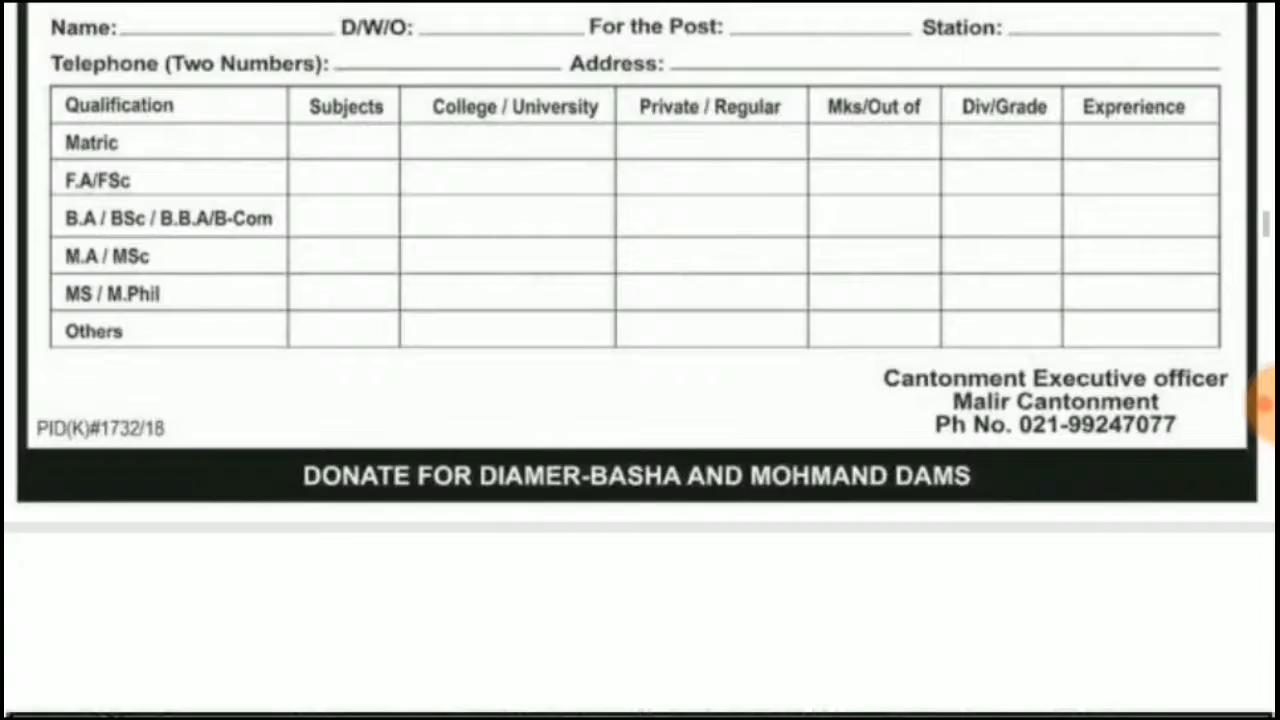 Name: D/W/O: For the Post: Station:
Telephone (Two Numbers): Address:
Qualification Subjects College / University Private / Regular Mks/Out of Div/Grade Exprerience
Matric
F.A/FSc
B.A / BSc / B.B.A/B-Com
M.A / MSc
MS / M.Phil
Others
Cantonment Executive officer
Malir Cantonment
Ph No. 021-99247077
PID(K)#1732/18
DONATE FOR DIAMER-BASHA AND MOHMAND DAMS